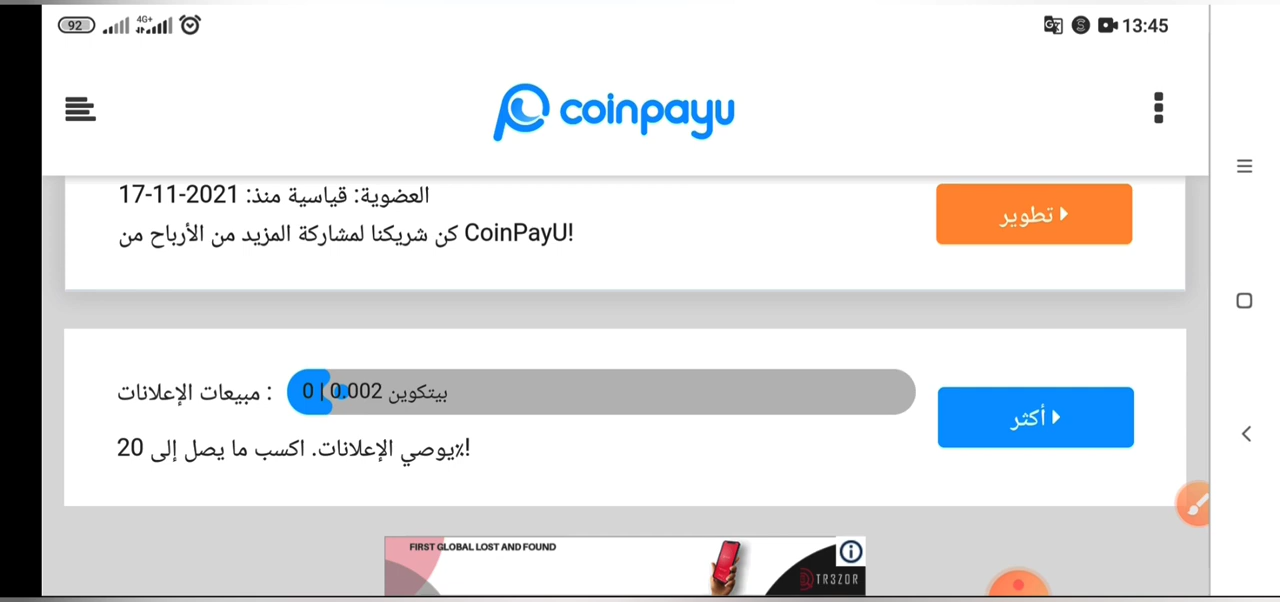 92 4G+ 13:45
coinpayu
العضوية: قياسية منذ: 2021-11-17
تطوير
كن شريكنا لمشاركة المزيد من الأرباح من CoinPayU!
مبيعات الإعلانات : 0 | 0.002 بيتكوين
أكثر
يوصي الإعلانات. اكسب ما يصل إلى 20٪!
FIRST GLOBAL LOST AND FOUND
TR3Z0R